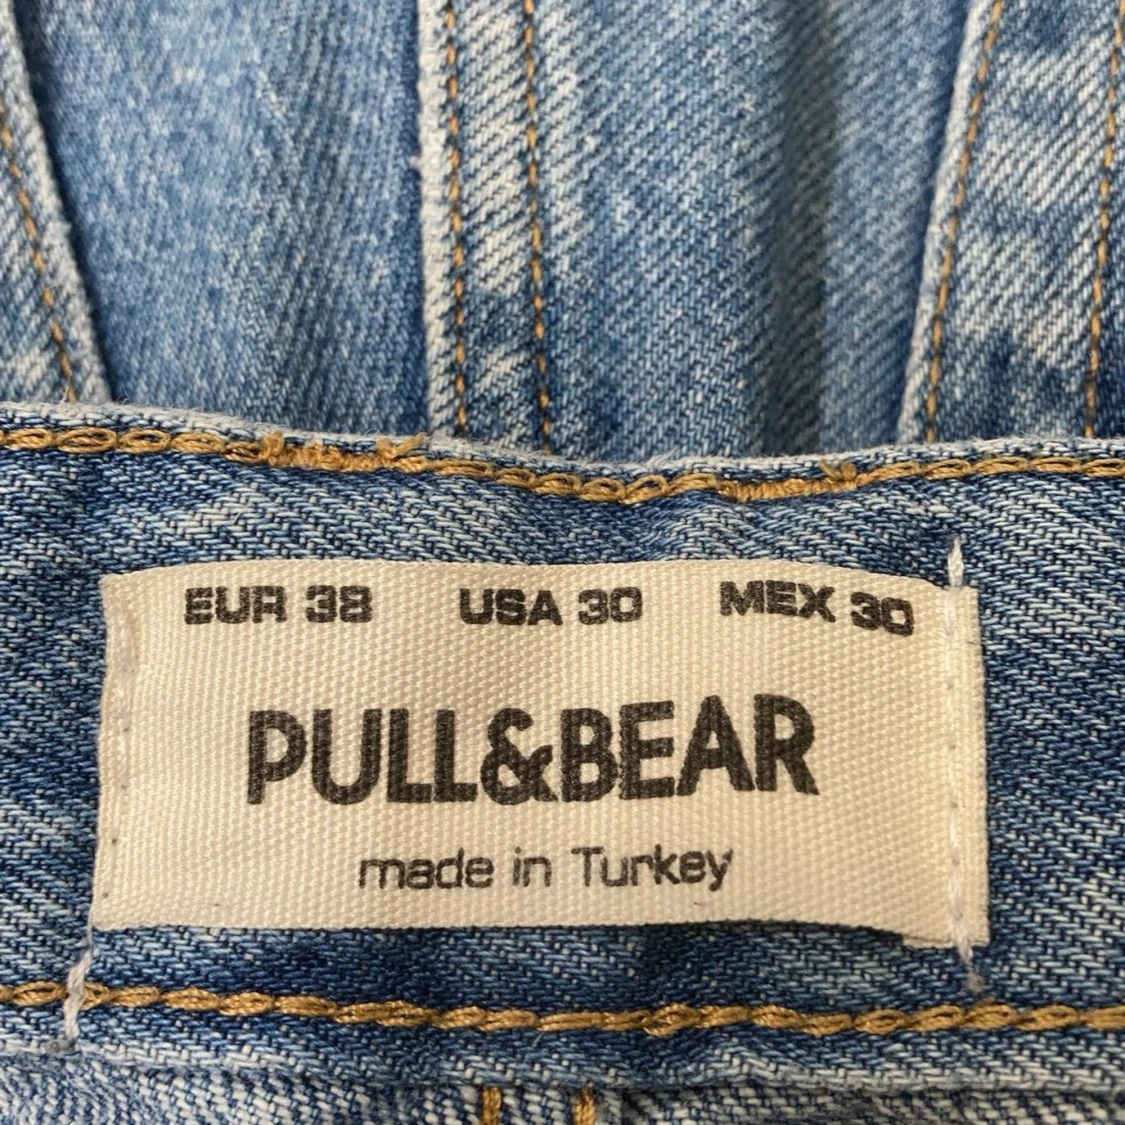 EUR 38 USA 30 MEX 30
PULL&BEAR
made in Turkey